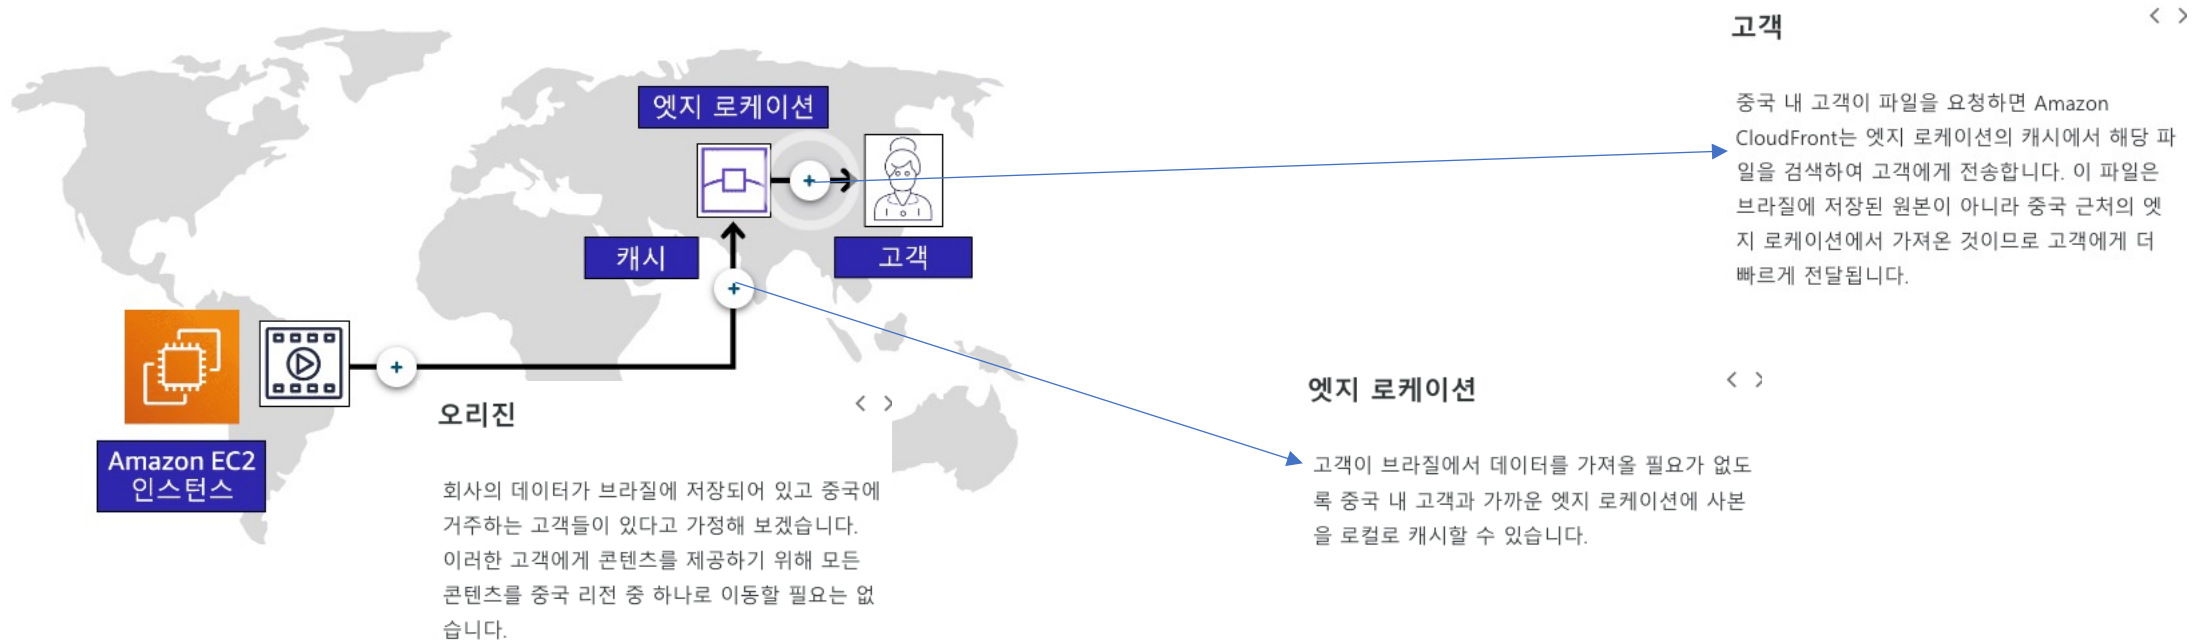 엣지 로케이션
캐시
고객
Amazon EC2
인스턴스
오리진
회사의 데이터가 브라질에 저장되어 있고 중국에
거주하는 고객들이 있다고 가정해 보겠습니다.
이러한 고객에게 콘텐츠를 제공하기 위해 모든
콘텐츠를 중국 리전 중 하나로 이동할 필요는 없
습니다.
고객
중국 내 고객이 파일을 요청하면 Amazon
CloudFront는 엣지 로케이션의 캐시에서 해당 파
일을 검색하여 고객에게 전송합니다. 이 파일은
브라질에 저장된 원본이 아니라 중국 근처의 엣
지 로케이션에서 가져온 것이므로 고객에게 더
빠르게 전달됩니다.
엣지 로케이션
고객이 브라질에서 데이터를 가져올 필요가 없도
록 중국 내 고객과 가까운 엣지 로케이션에 사본
을 로컬로 캐시할 수 있습니다.